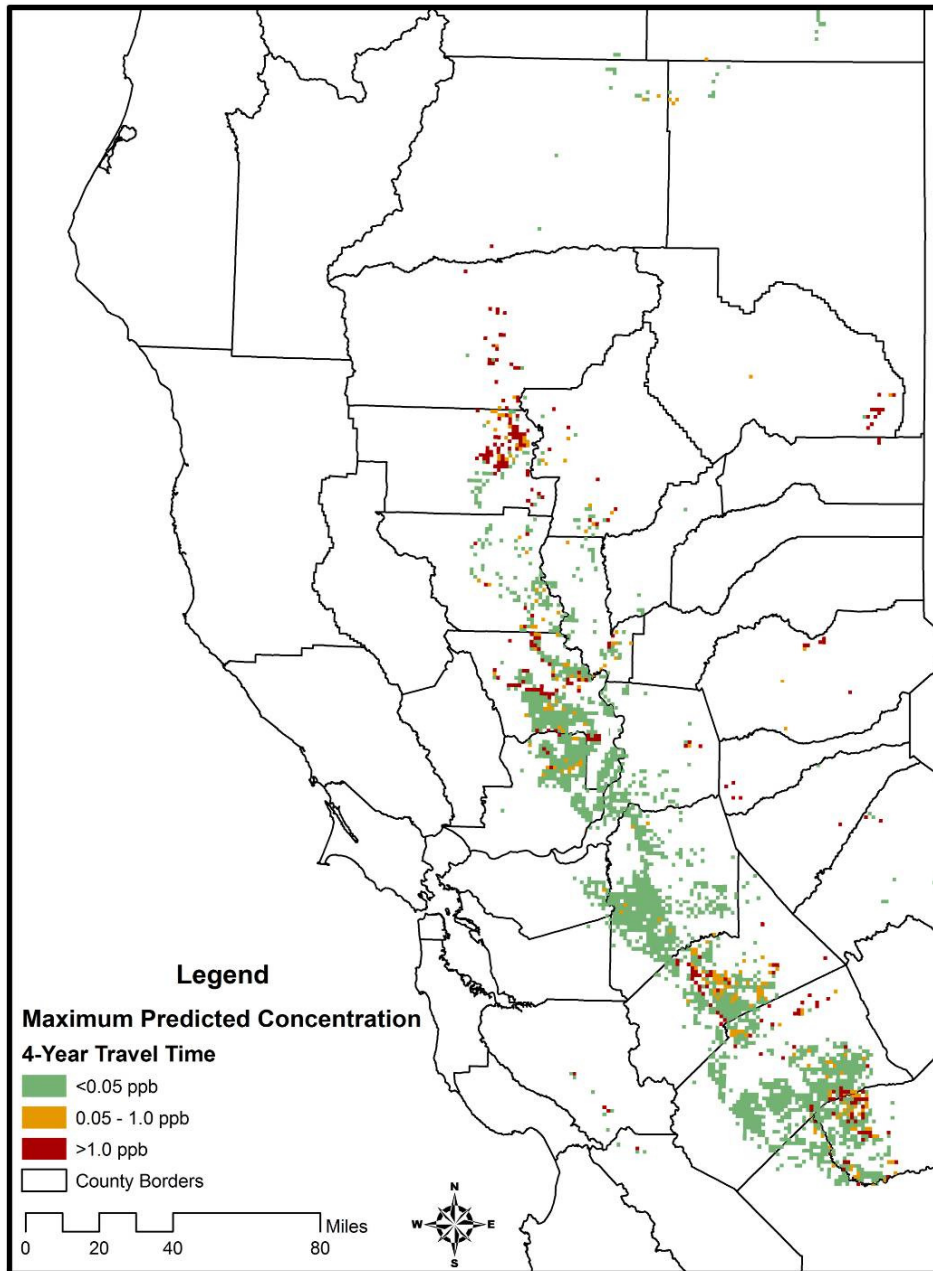 Legend
Maximum Predicted Concentration
4-Year Travel Time
<0.05 ppb
0.05 - 1.0 ppb
>1.0 ppb
County Borders
Miles
0 20 40 80
N
W E
S